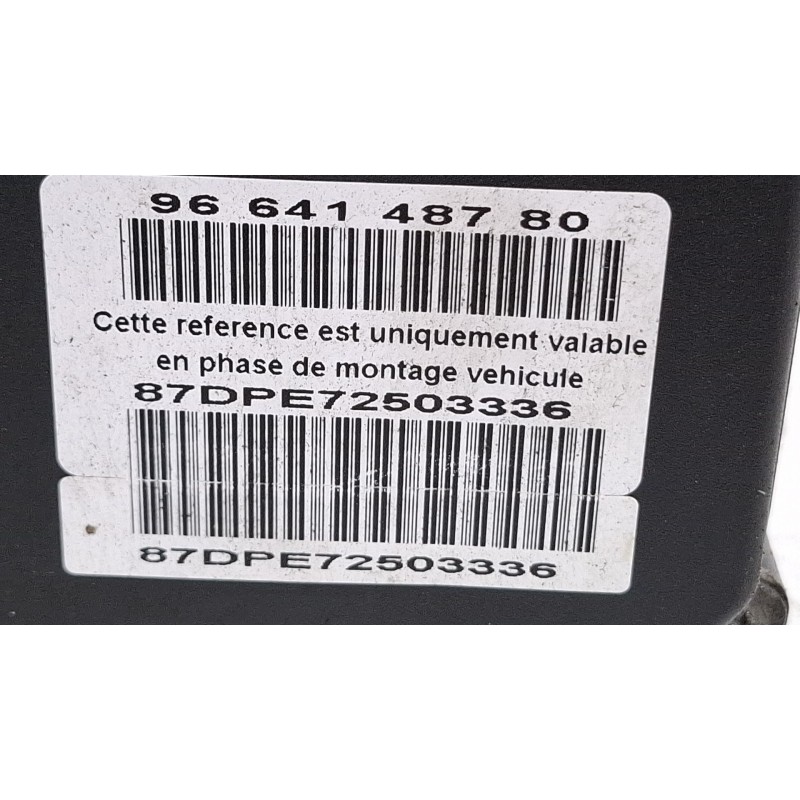 96 641 487 80
Cette reference est uniquement valable
en phase de montage vehicule
87DPE72503336
87DPE72503336